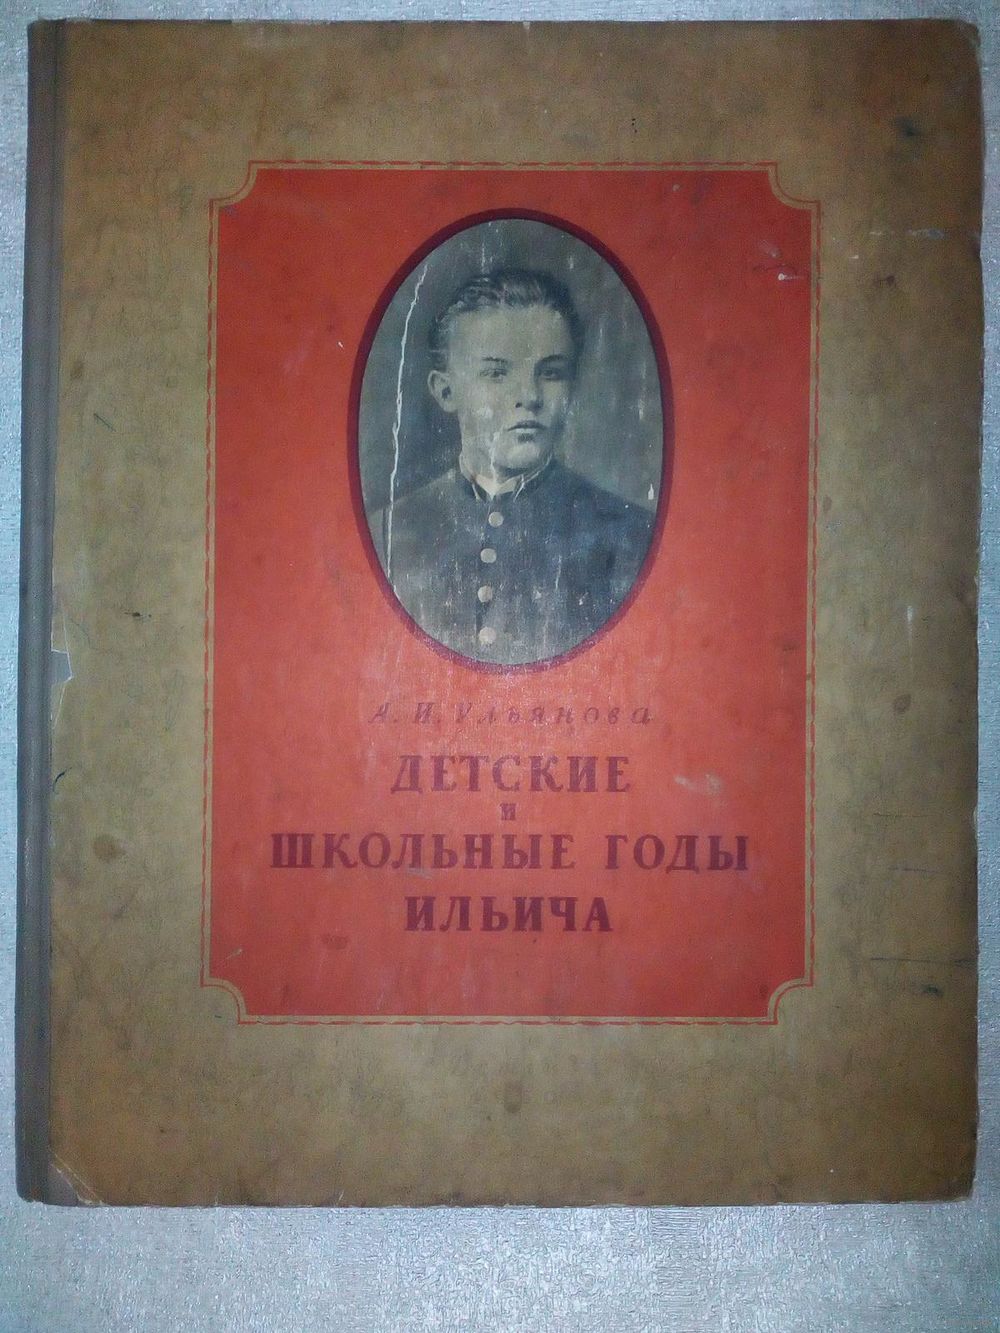 А. И. Ульянова
ДЕТСКИЕ
И
ШКОЛЬНЫЕ ГОДЫ
ИЛЬИЧА